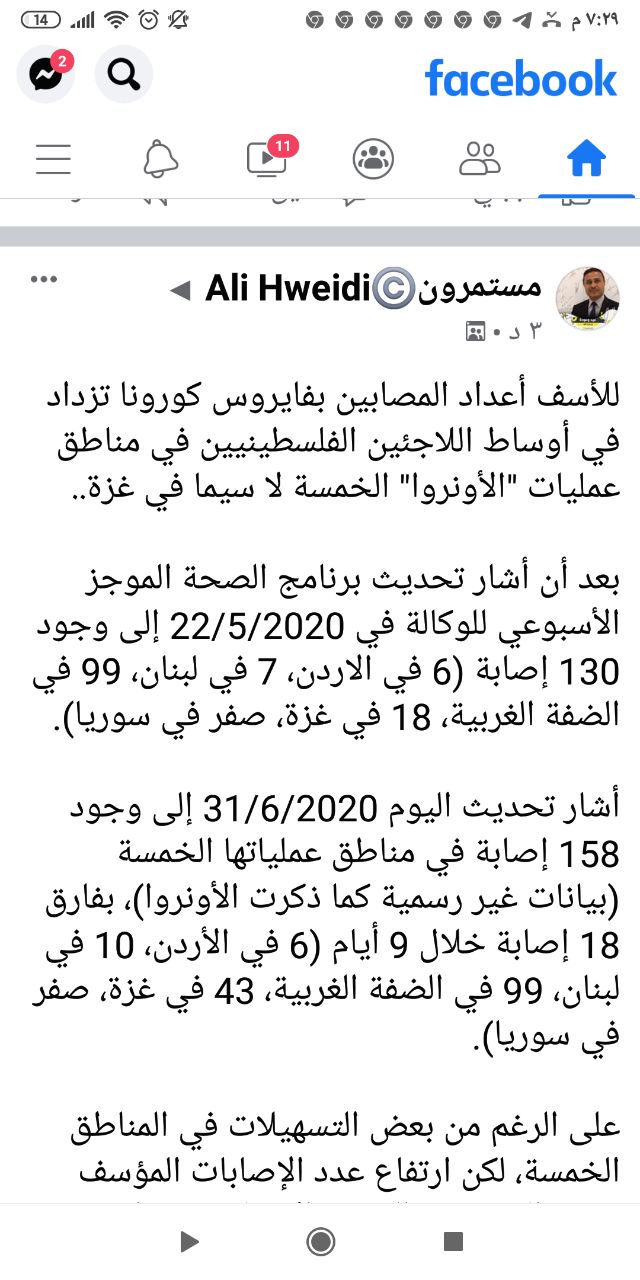 14
٧:٢٩ م
2
facebook
11
مستمرون©Ali Hweidi ◄
٣ د •
للأسف أعداد المصابين بفايروس كورونا تزداد
في أوساط اللاجئين الفلسطينيين في مناطق
عمليات "الأونروا" الخمسة لا سيما في غزة..
بعد أن أشار تحديث برنامج الصحة الموجز
الأسبوعي للوكالة في 22/5/2020 إلى وجود
130 إصابة (6 في الاردن، 7 في لبنان، 99 في
الضفة الغربية، 18 في غزة، صفر في سوريا).
أشار تحديث اليوم 31/6/2020 إلى وجود
158 إصابة في مناطق عملياتها الخمسة
(بيانات غير رسمية كما ذكرت الأونروا)، بفارق
18 إصابة خلال 9 أيام (6 في الأردن، 10 في
لبنان، 99 في الضفة الغربية، 43 في غزة، صفر
في سوريا).
على الرغم من بعض التسهيلات في المناطق
الخمسة، لكن ارتفاع عدد الإصابات المؤسف